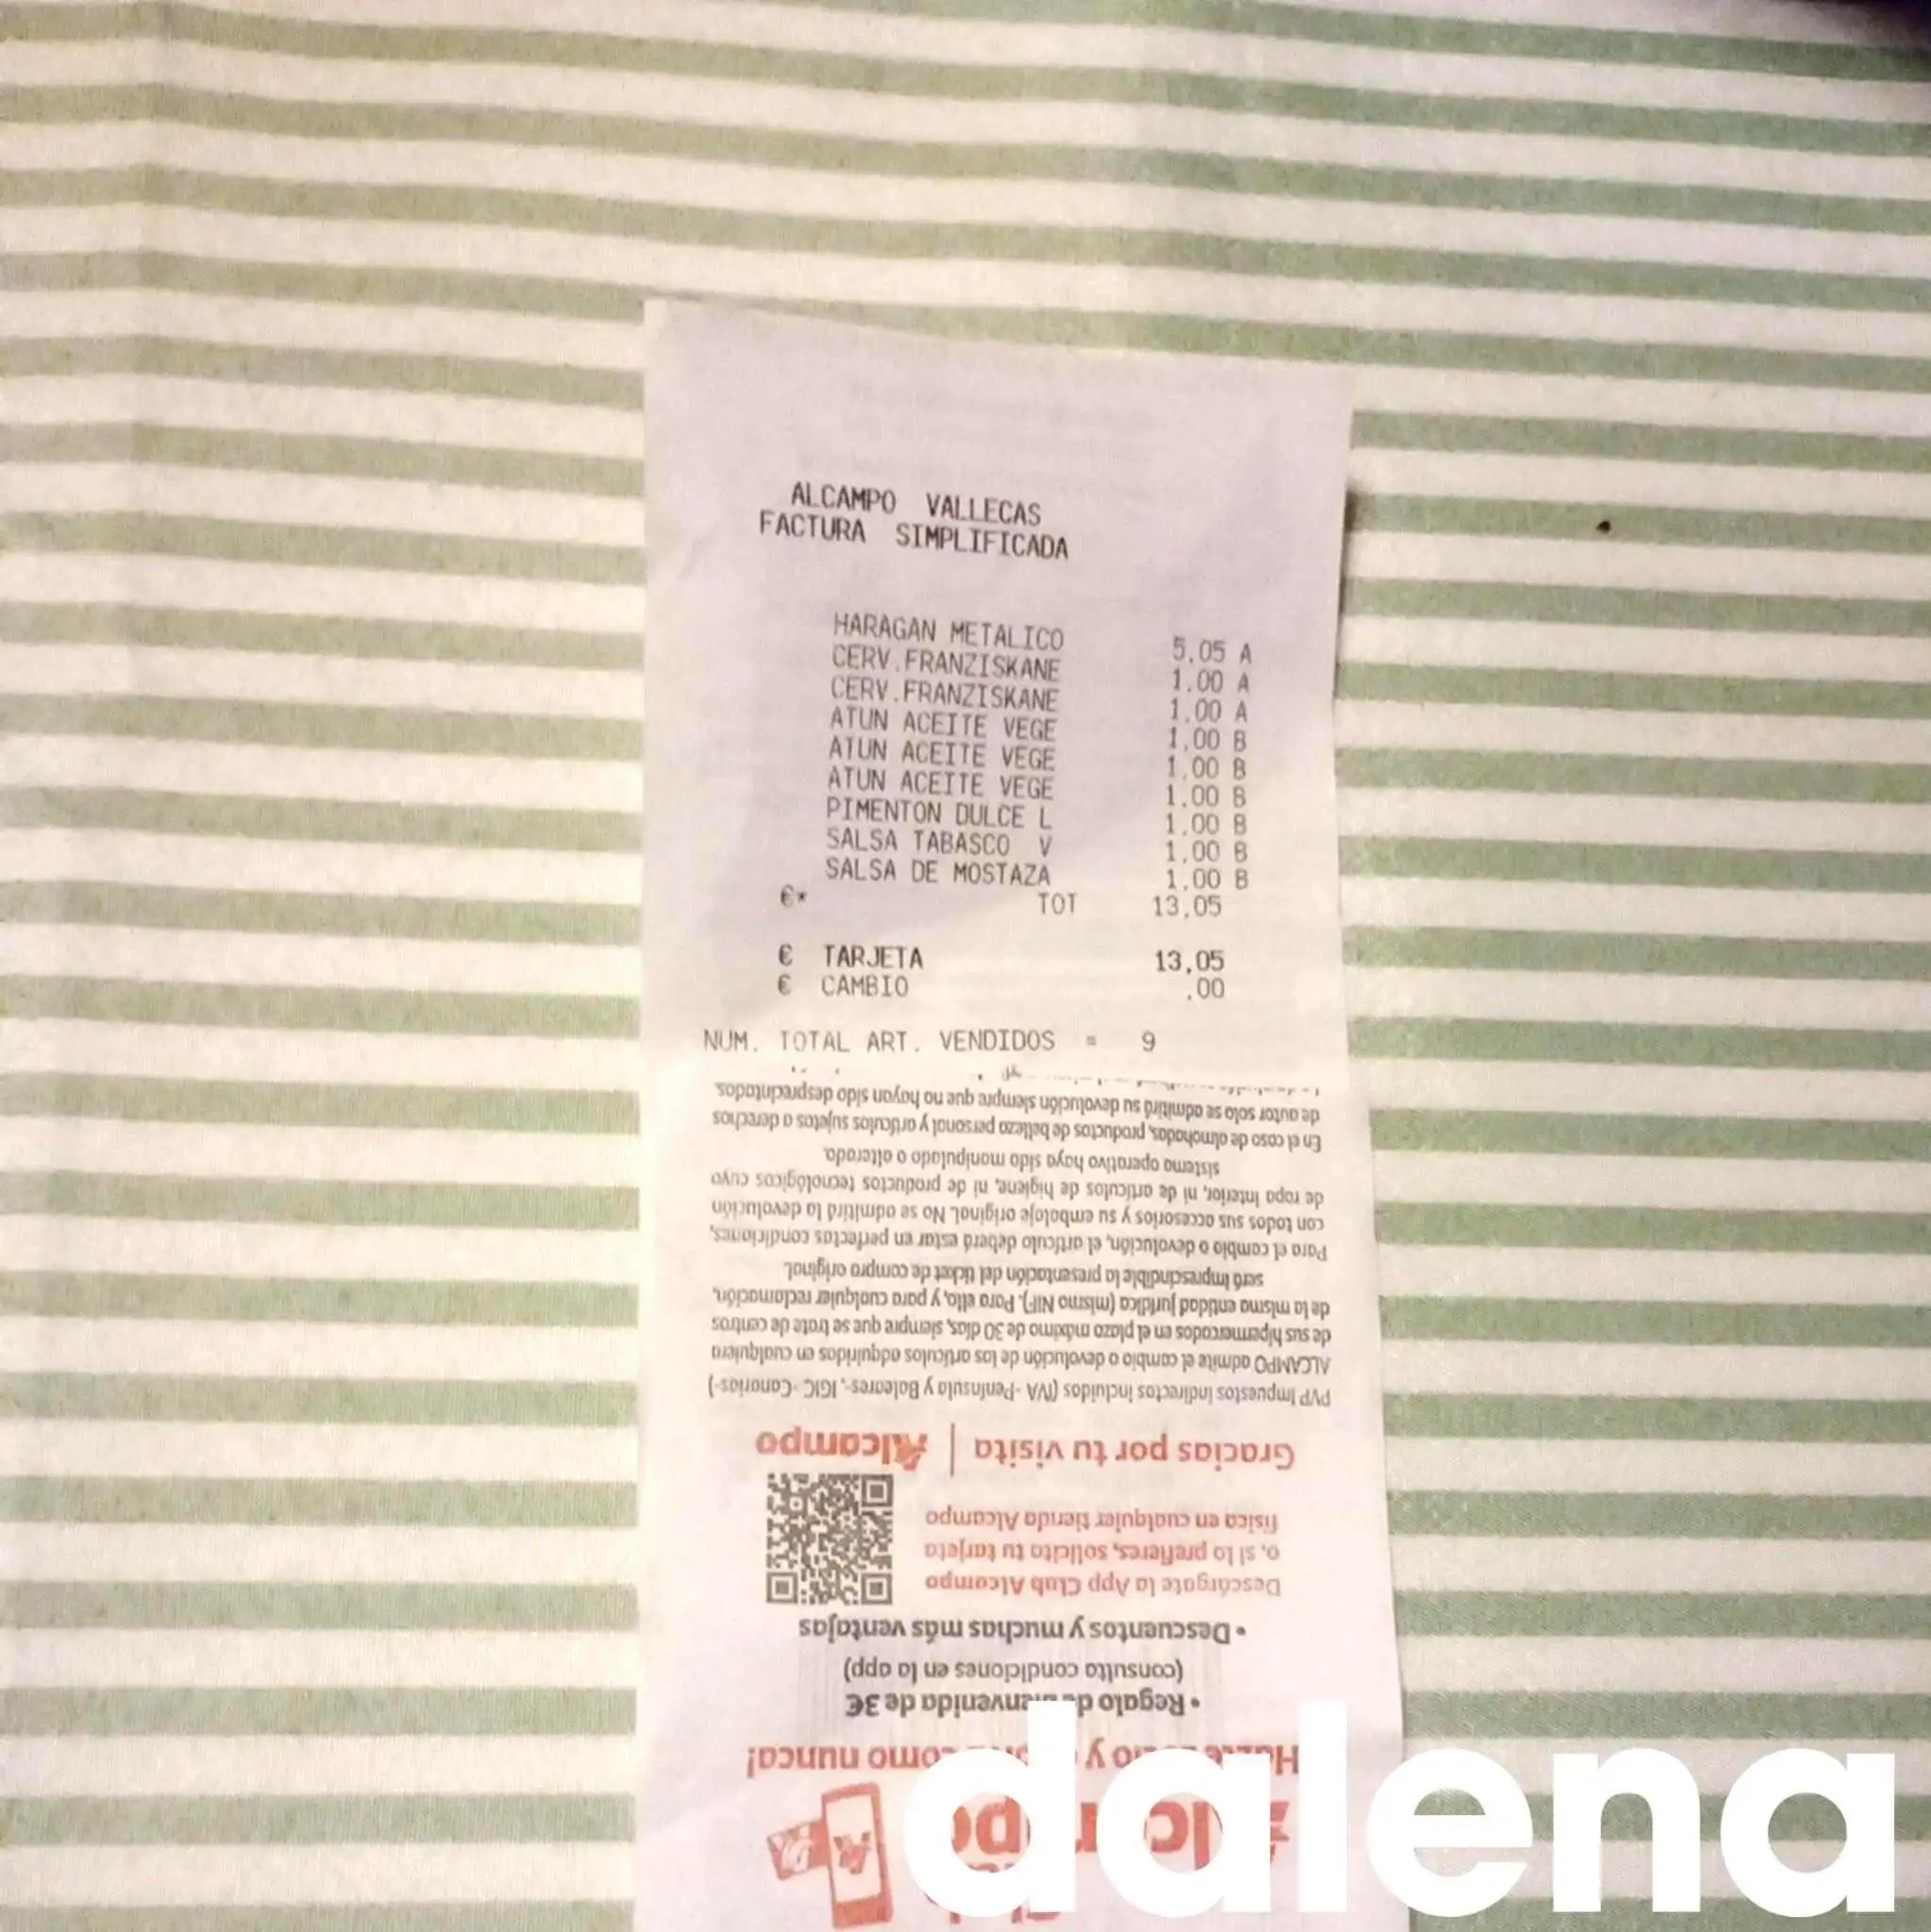 ALCAMPO VALLECAS
FACTURA SIMPLIFICADA
HARAGAN METALICO 5,05 A
CERV.FRANZISKANE 1,00 A
CERV.FRANZISKANE 1,00 A
ATUN ACEITE VEGE 1,00 B
ATUN ACEITE VEGE 1,00 B
ATUN ACEITE VEGE 1,00 B
PIMENTON DULCE L 1,00 B
SALSA TABASCO V 1,00 B
SALSA DE MOSTAZA 1,00 B
€* TOT 13,05
€ TARJETA 13,05
€ CAMBIO .00
NUM. TOTAL ART. VENDIDOS = 9
Alcampo
como nunca!
• Regalo de bienvenida de 3€
(consulta condiciones en la app)
• Descuentos y muchas más ventajas
Descárgate la App Club Alcampo
o, si lo prefieres, solicita tu tarjeta
física en cualquier tienda Alcampo
Gracias por tu visita | Alcampo
PVP Impuestos indirectos incluidos (IVA -Península y Baleares-, IGIC -Canarias-)
ALCAMPO admite el cambio o devolución de los artículos adquiridos en cualquiera
de sus hipermercados en el plazo máximo de 30 días, siempre que se trate de centros
de la misma entidad jurídica (mismo NIF). Para ello, y para cualquier reclamación,
será imprescindible la presentación del ticket de compra original.
Para el cambio o devolución, el artículo deberá estar en perfectas condiciones,
con todos sus accesorios y su embalaje original. No se admitirá la devolución
de ropa interior, ni de artículos de higiene, ni de productos tecnológicos cuyo
sistema operativo haya sido manipulado o alterado.
En el caso de almohadas, productos de belleza personal y artículos sujetos a derechos
de autor solo se admitirá su devolución siempre que no hayan sido desprecintados.
dalena